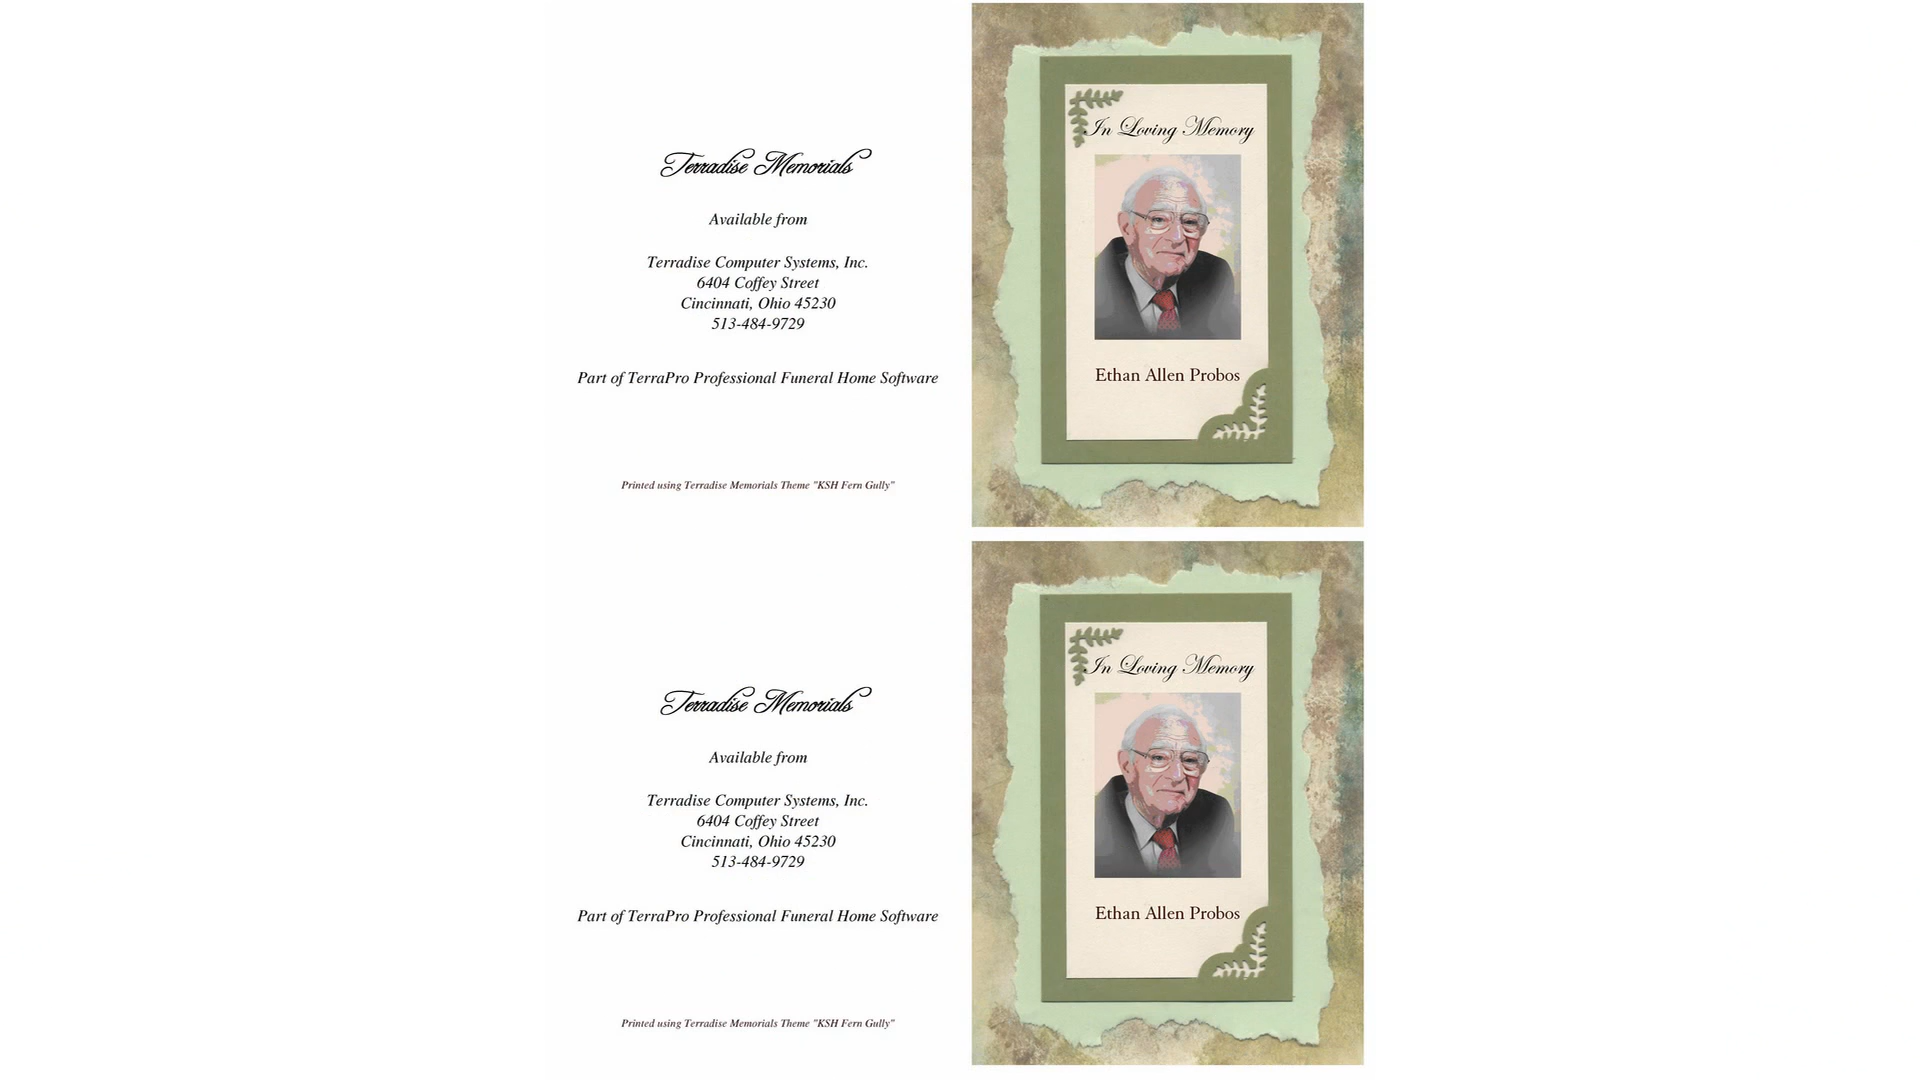 Terradise Memorials
Available from
Terradise Computer Systems, Inc.
6404 Coffey Street
Cincinnati, Ohio 45230
513-484-9729
Part of TerraPro Professional Funeral Home Software
Printed using Terradise Memorials Theme "KSH Fern Gully"
In Loving Memory
Ethan Allen Probos
Terradise Memorials
Available from
Terradise Computer Systems, Inc.
6404 Coffey Street
Cincinnati, Ohio 45230
513-484-9729
Part of TerraPro Professional Funeral Home Software
Printed using Terradise Memorials Theme "KSH Fern Gully"
In Loving Memory
Ethan Allen Probos